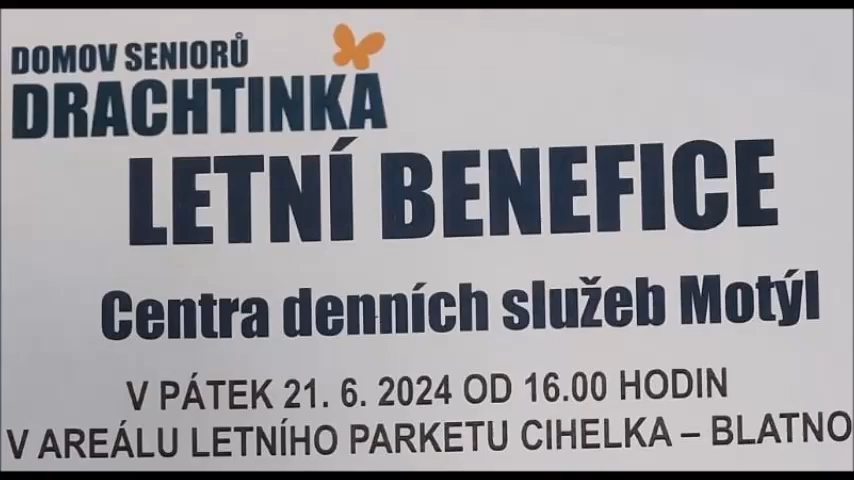 DOMOV SENIORŮ
DRACHTINKA
LETNÍ BENEFICE
Centra denních služeb Motýl
V PÁTEK 21. 6. 2024 OD 16.00 HODIN
V AREÁLU LETNÍHO PARKETU CIHELKA – BLATNO